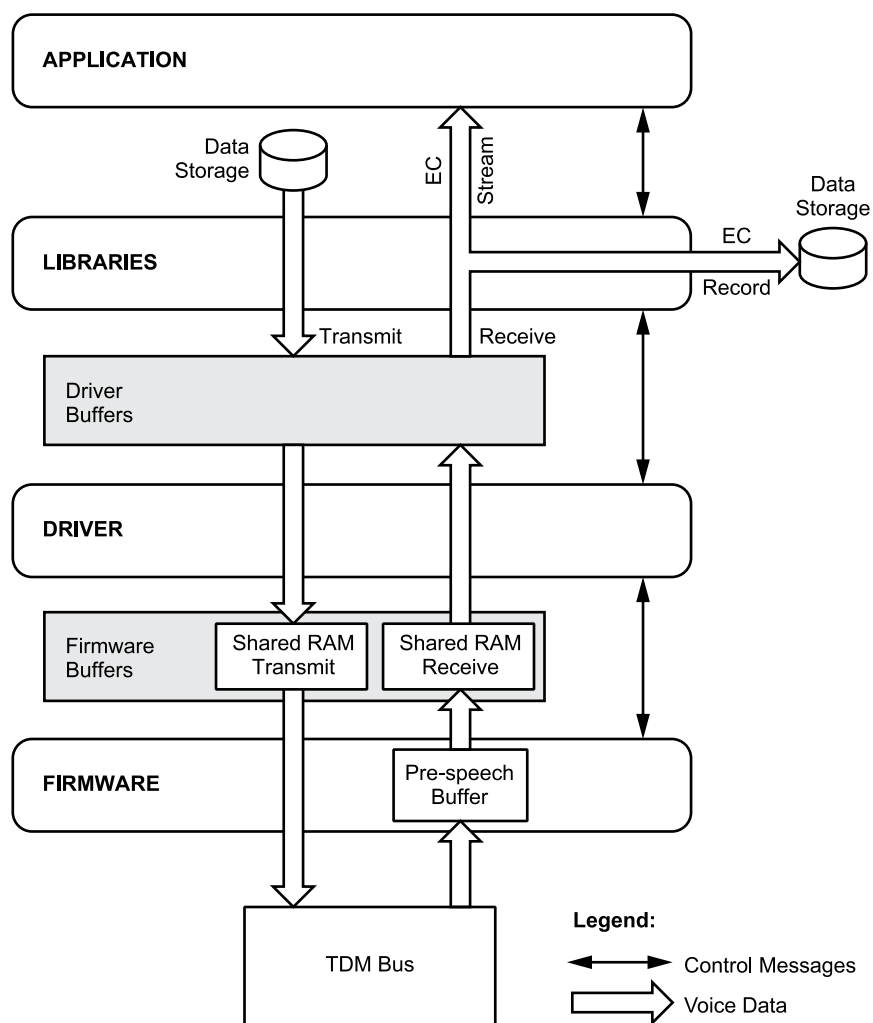 APPLICATION
Data
Storage
EC
Stream
Data
Storage
LIBRARIES
EC
Record
Transmit
Receive
Driver
Buffers
DRIVER
Firmware
Buffers
Shared RAM
Transmit
Shared RAM
Receive
FIRMWARE
Pre-speech
Buffer
TDM Bus
Legend:
Control Messages
Voice Data